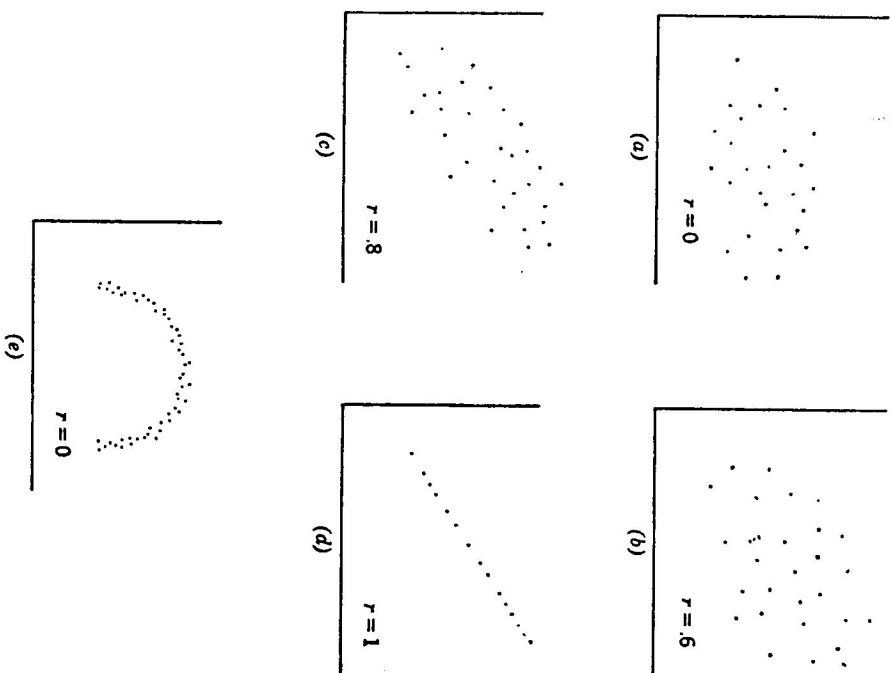 r = 0
(a)
r = .6
(b)
r = .8
(c)
r = 1
(d)
r = 0
(e)